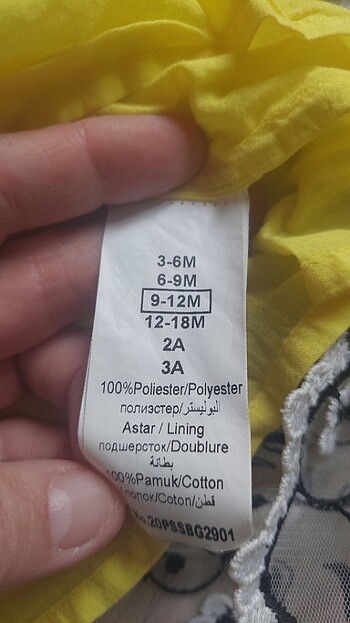 3-6M
6-9M
9-12M
12-18M
2A
3A
100%Poliester/Polyester
полиэстер/البوليستر
Astar / Lining
подшерсток/Doublure
بطانة
100%Pamuk/Cotton
хлопок/Coton/قطن
No.20PSSBG2901